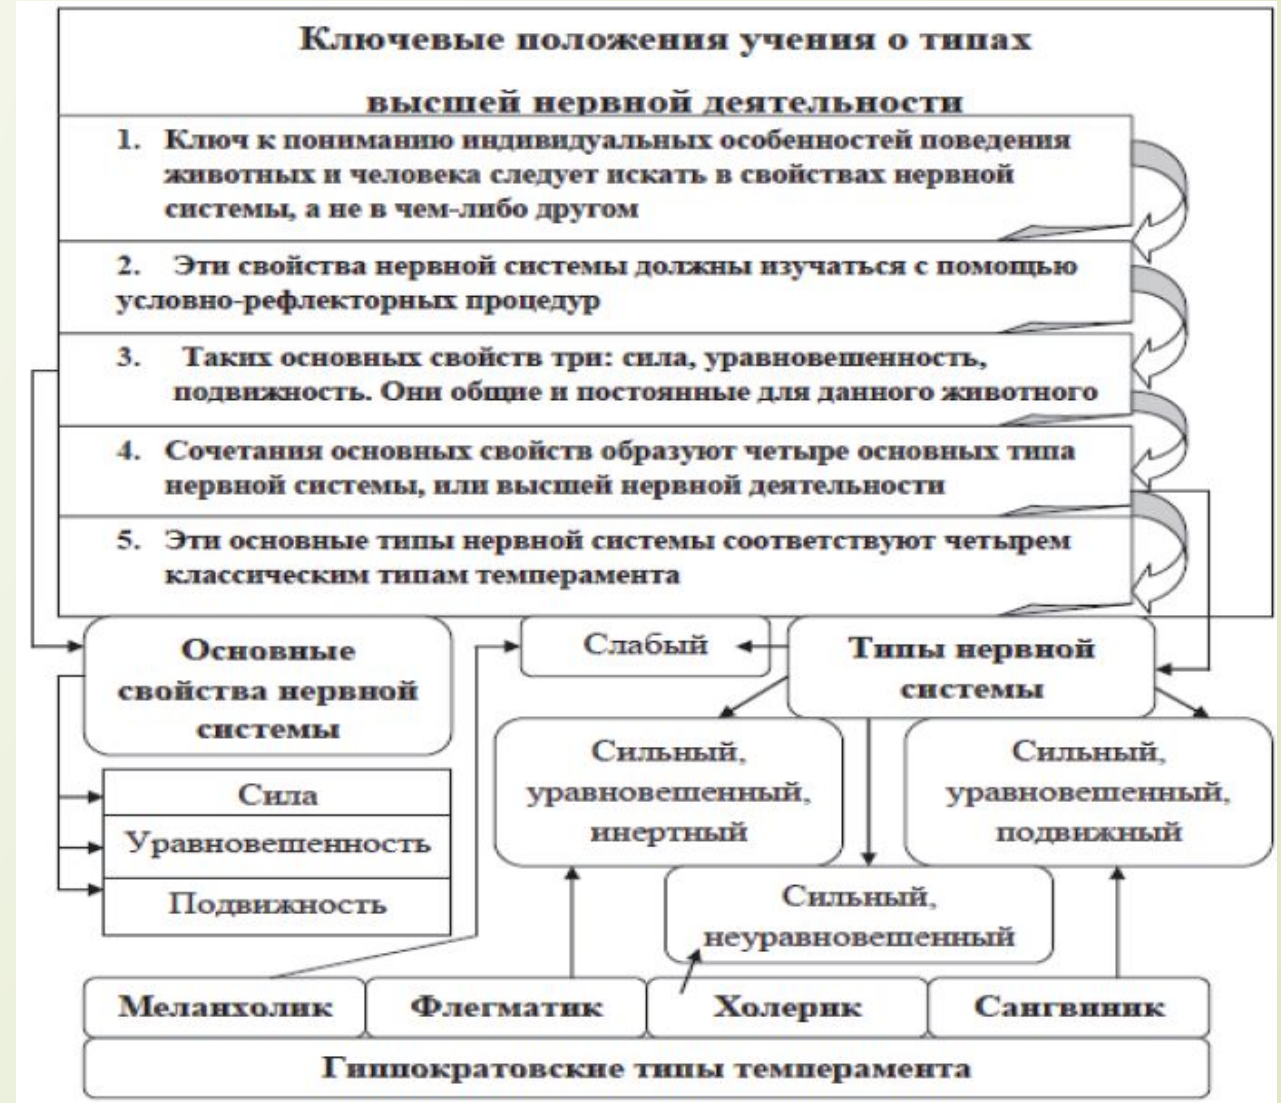 Ключевые положения учения о типах
высшей нервной деятельности
1. Ключ к пониманию индивидуальных особенностей поведения
животных и человека следует искать в свойствах нервной
системы, а не в чем-либо другом
2. Эти свойства нервной системы должны изучаться с помощью
условно-рефлекторных процедур
3. Таких основных свойств три: сила, уравновешенность,
подвижность. Они общие и постоянные для данного животного
4. Сочетания основных свойств образуют четыре основных типа
нервной системы, или высшей нервной деятельности
5. Эти основные типы нервной системы соответствуют четырем
классическим типам темперамента
Основные
свойства нервной
системы
Сила
Уравновешенность
Подвижность
Слабый
Типы нервной
системы
Сильный,
уравновешенный,
инертный
Сильный,
уравновешенный,
подвижный
Сильный,
неуравновешенный
Меланхолик
Флегматик
Холерик
Сангвиник
Гиппократовские типы темперамента